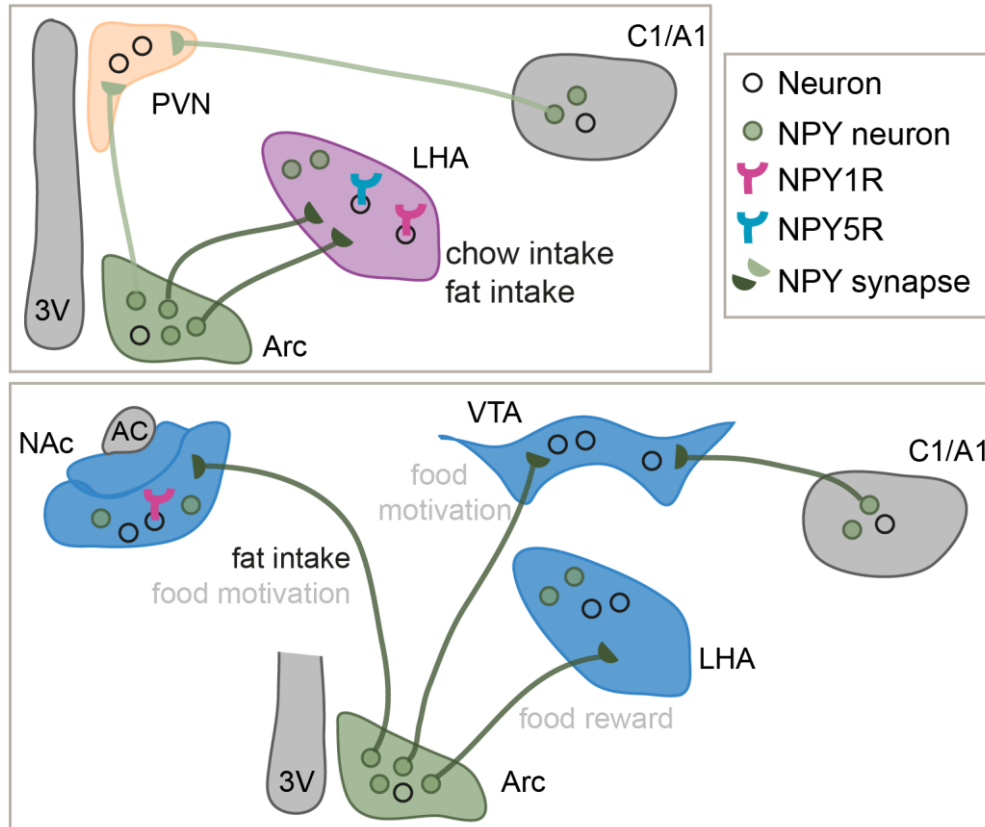 C1/A1
PVN
LHA
chow intake
fat intake
3V
Arc
Neuron
NPY neuron
NPY1R
NPY5R
NPY synapse
NAc
AC
VTA
C1/A1
food
motivation
fat intake
food motivation
LHA
food reward
3V
Arc